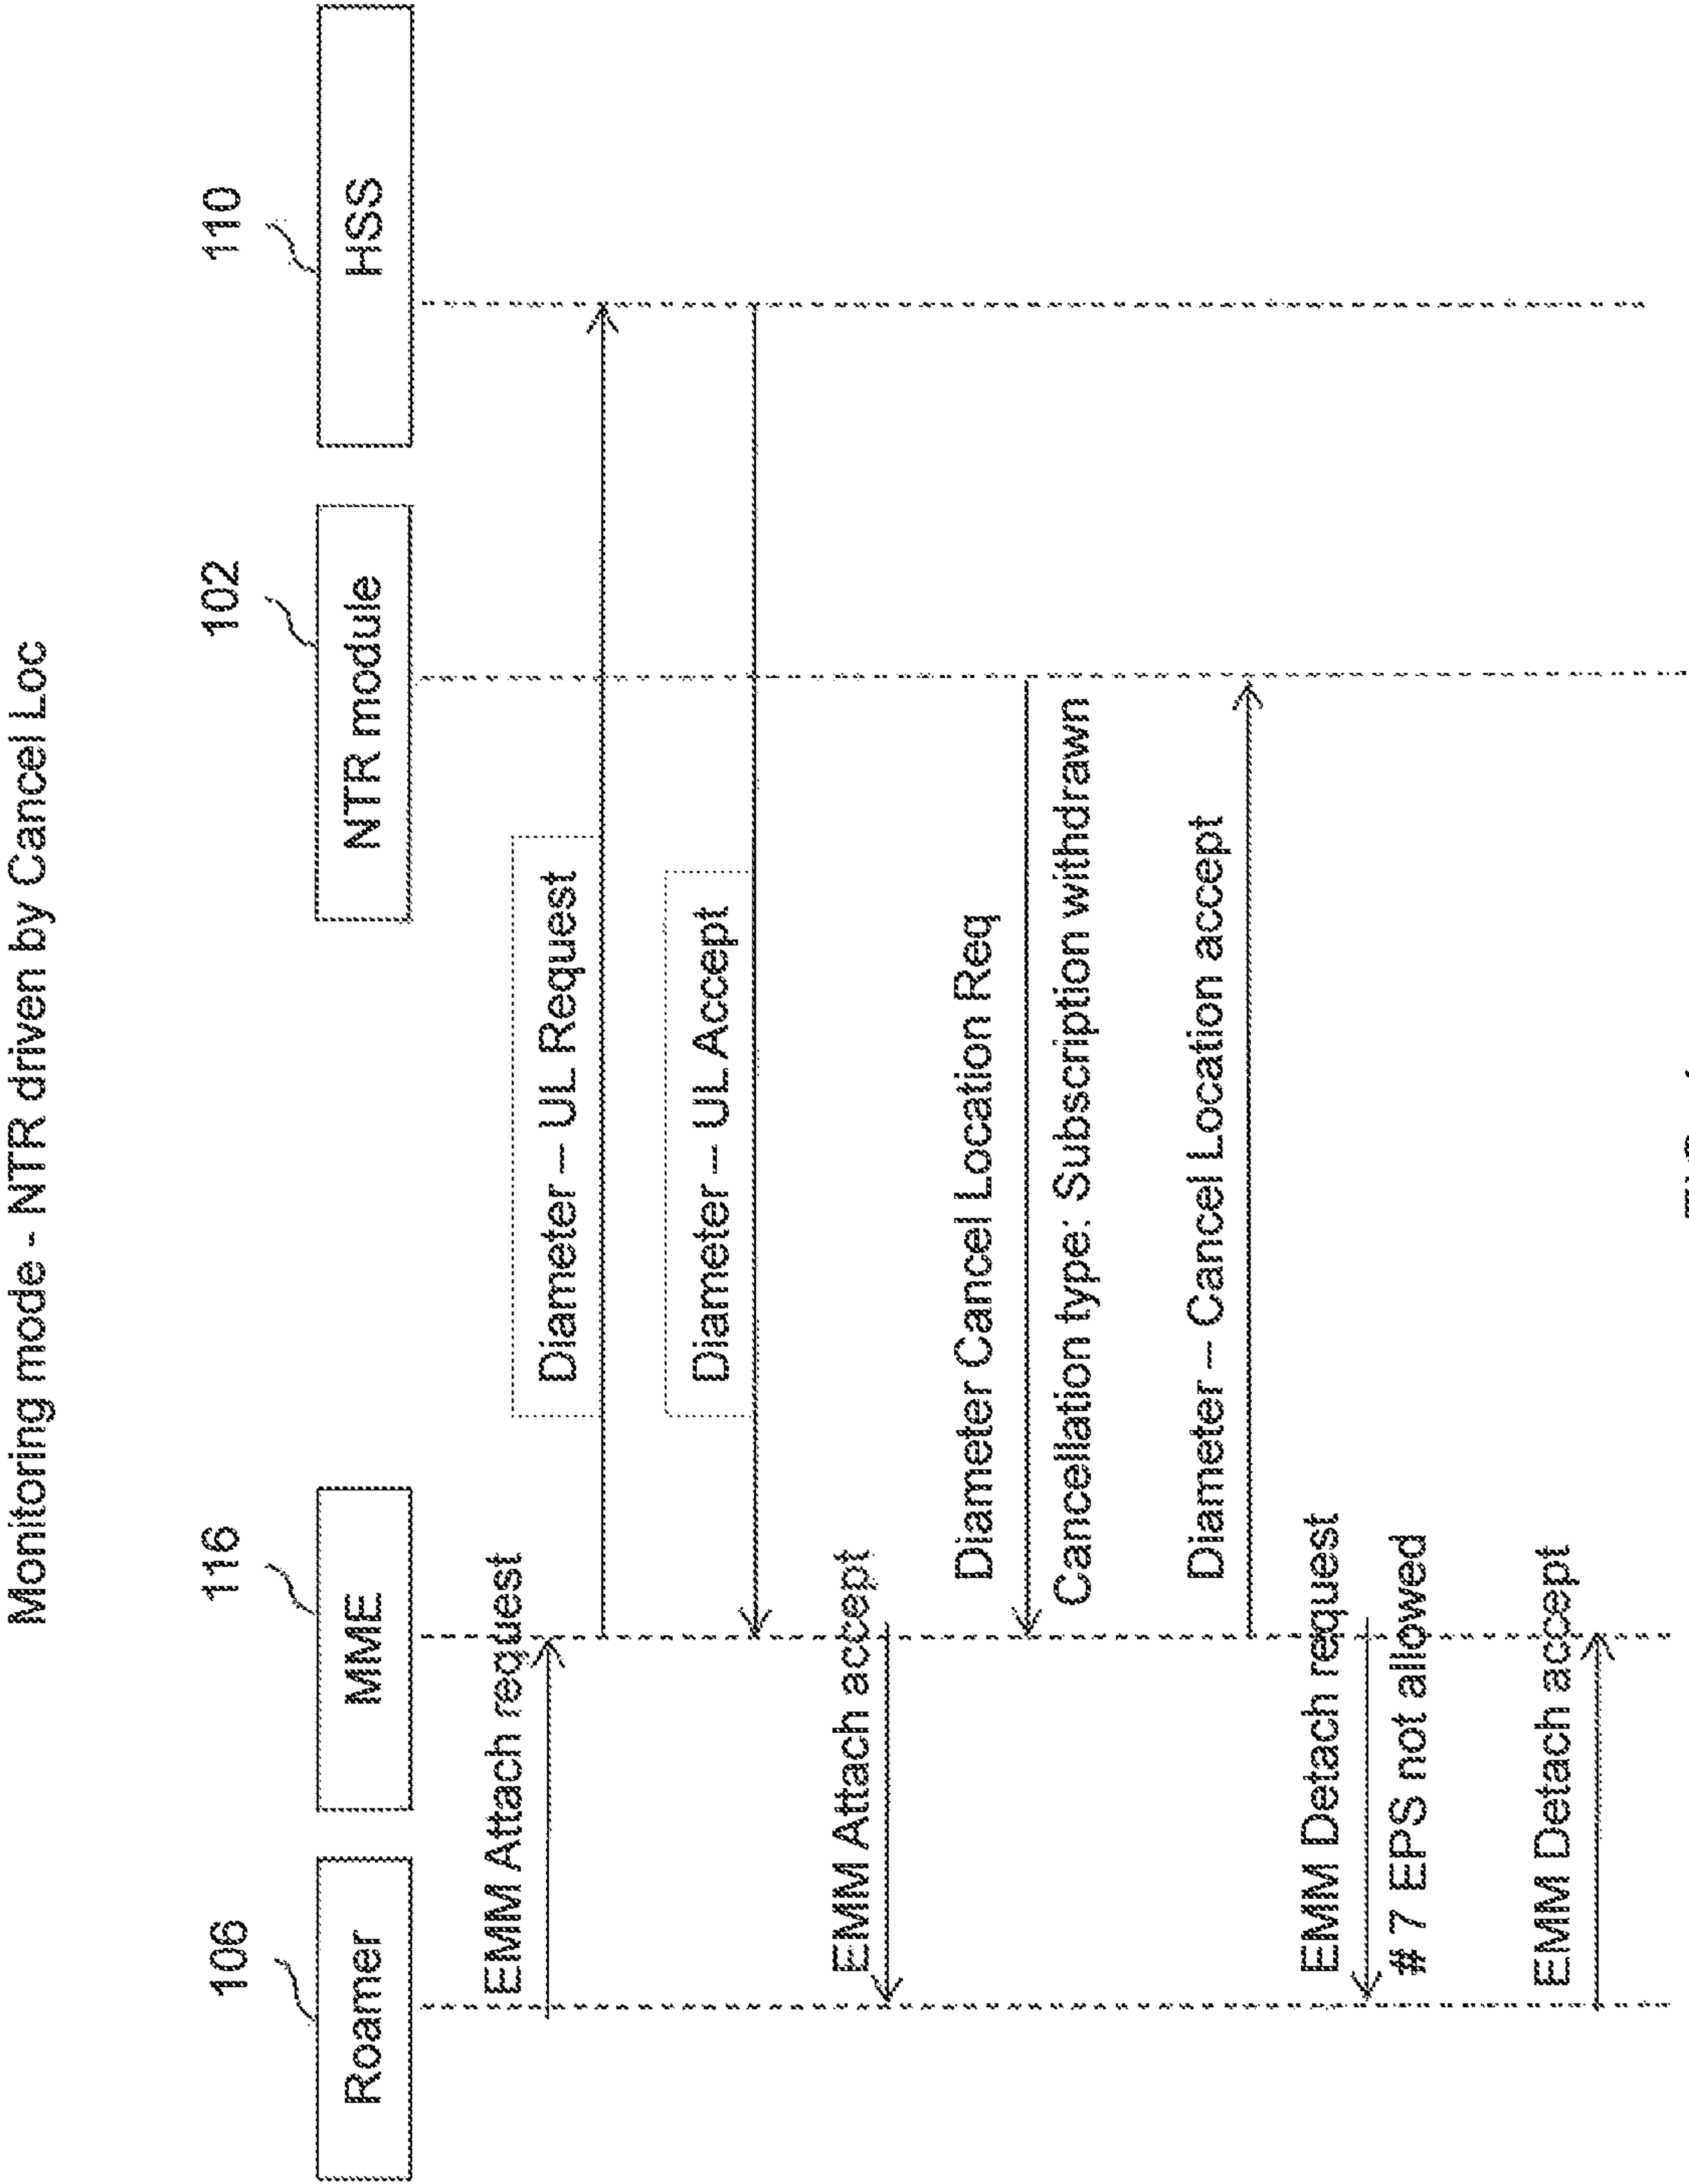 Monitoring mode - NTR driven by Cancel Loc
106
116
102
110
Roamer
MME
NTR module
HSS
EMM Attach request
Diameter – UL Request
Diameter – UL Accept
EMM Attach accept
Diameter Cancel Location Req
Cancellation type: Subscription withdrawn
Diameter – Cancel Location accept
EMM Detach request
# 7 EPS not allowed
EMM Detach accept